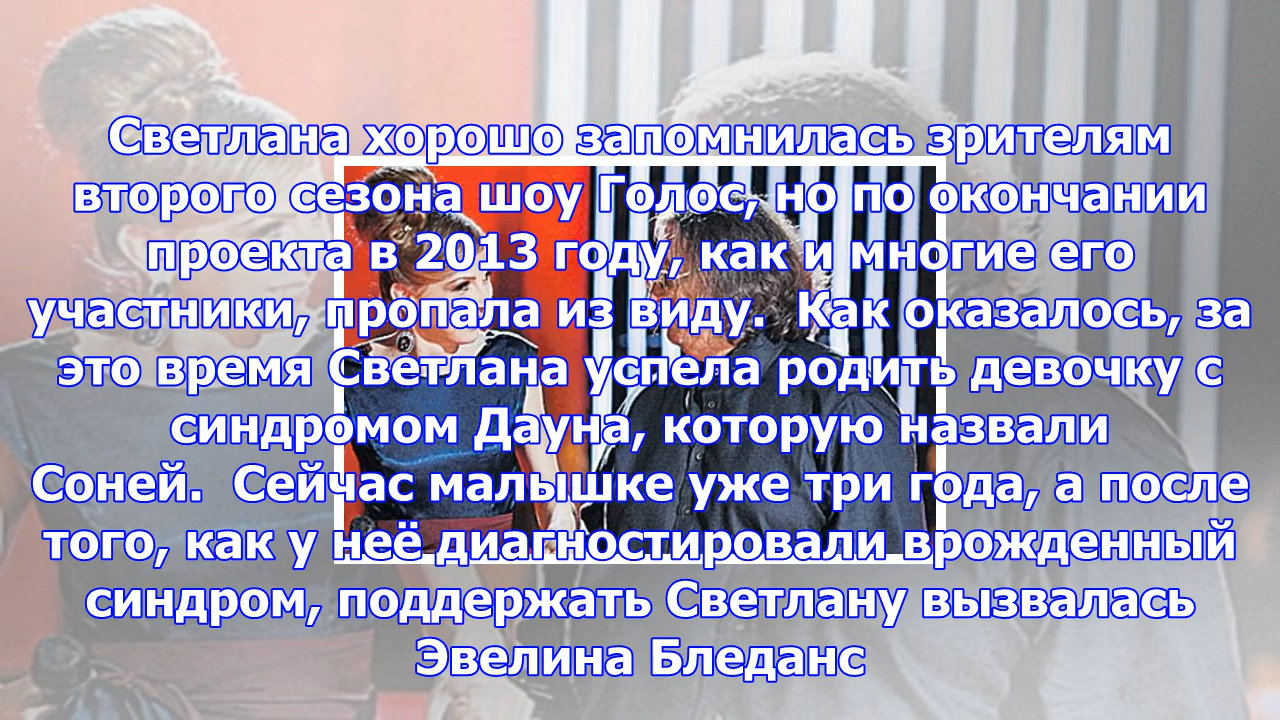 Светлана хорошо запомнилась зрителям
второго сезона шоу Голос, но по окончании
проекта в 2013 году, как и многие его
участники, пропала из виду.  Как оказалось, за
это время Светлана успела родить девочку с
синдромом Дауна, которую назвали
Соней.  Сейчас малышке уже три года, а после
того, как у неё диагностировали врожденный
синдром, поддержать Светлану вызвалась
Эвелина Бледанс